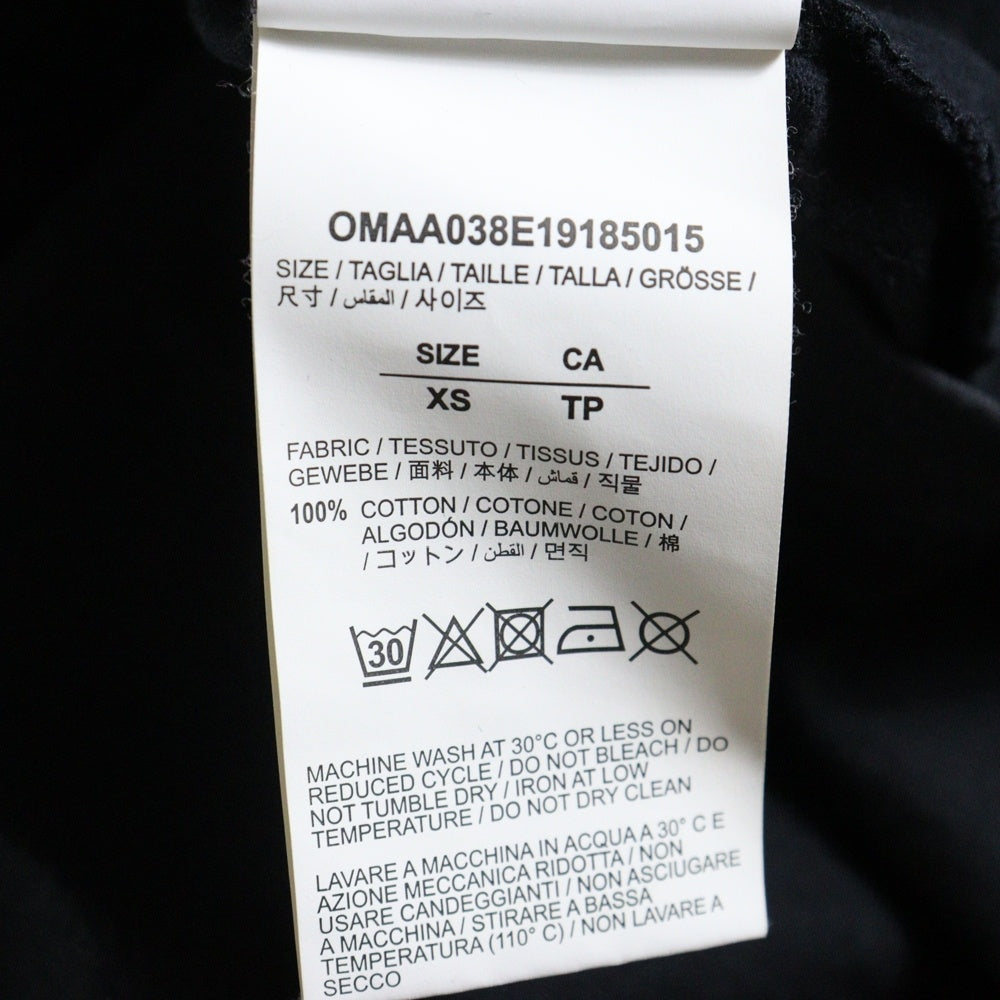 OMAA038E19185015
SIZE / TAGLIA / TAILLE / TALLA / GRÖSSE /
尺寸 / المقاس / 사이즈
SIZE CA
XS TP
FABRIC / TESSUTO / TISSUS / TEJIDO /
GEWEBE / 面料 / 本体 / قماش / 직물
100% COTTON / COTONE / COTON /
ALGODÓN / BAUMWOLLE / 棉
/ コットン / القطن / 면직
30
MACHINE WASH AT 30°C OR LESS ON
REDUCED CYCLE / DO NOT BLEACH / DO
NOT TUMBLE DRY / IRON AT LOW
TEMPERATURE / DO NOT DRY CLEAN
LAVARE A MACCHINA IN ACQUA A 30° C E
AZIONE MECCANICA RIDOTTA / NON
USARE CANDEGGIANTI / NON ASCIUGARE
A MACCHINA / STIRARE A BASSA
TEMPERATURA (110° C) / NON LAVARE A
SECCO